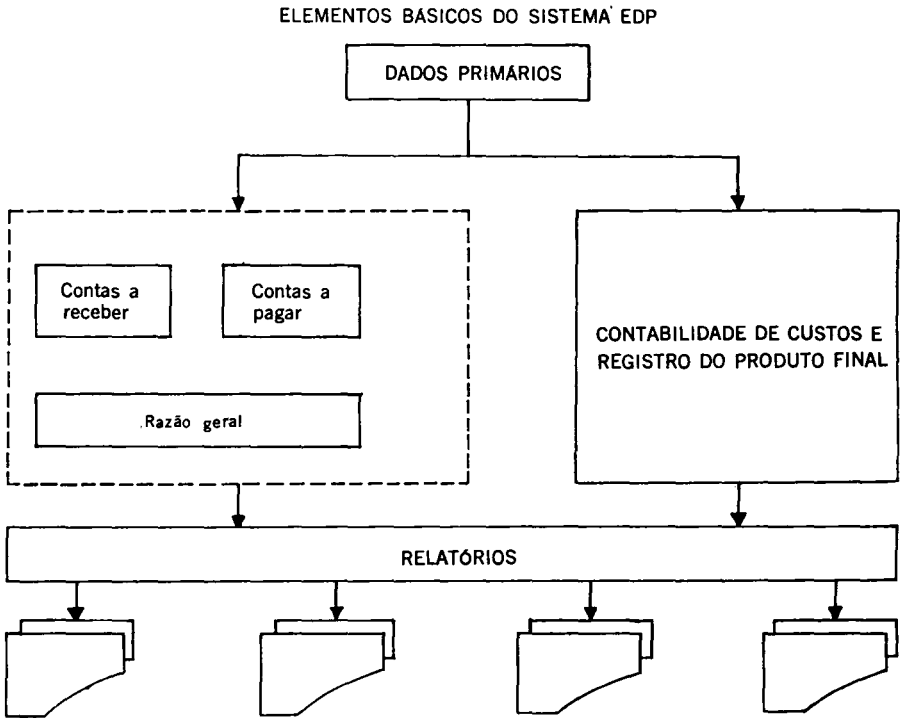 ELEMENTOS BÁSICOS DO SISTEMA EDP
DADOS PRIMÁRIOS
Contas a
receber
Contas a
pagar
Razão geral
CONTABILIDADE DE CUSTOS E
REGISTRO DO PRODUTO FINAL
RELATÓRIOS